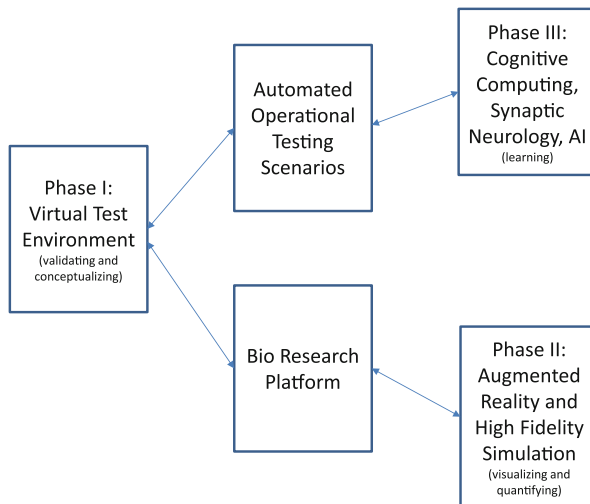 Phase I:
Virtual Test
Environment
(validating and
conceptualizing)
Automated
Operational
Testing
Scenarios
Bio Research
Platform
Phase III:
Cognitive
Computing,
Synaptic
Neurology, AI
(learning)
Phase II:
Augmented
Reality and
High Fidelity
Simulation
(visualizing and
quantifying)